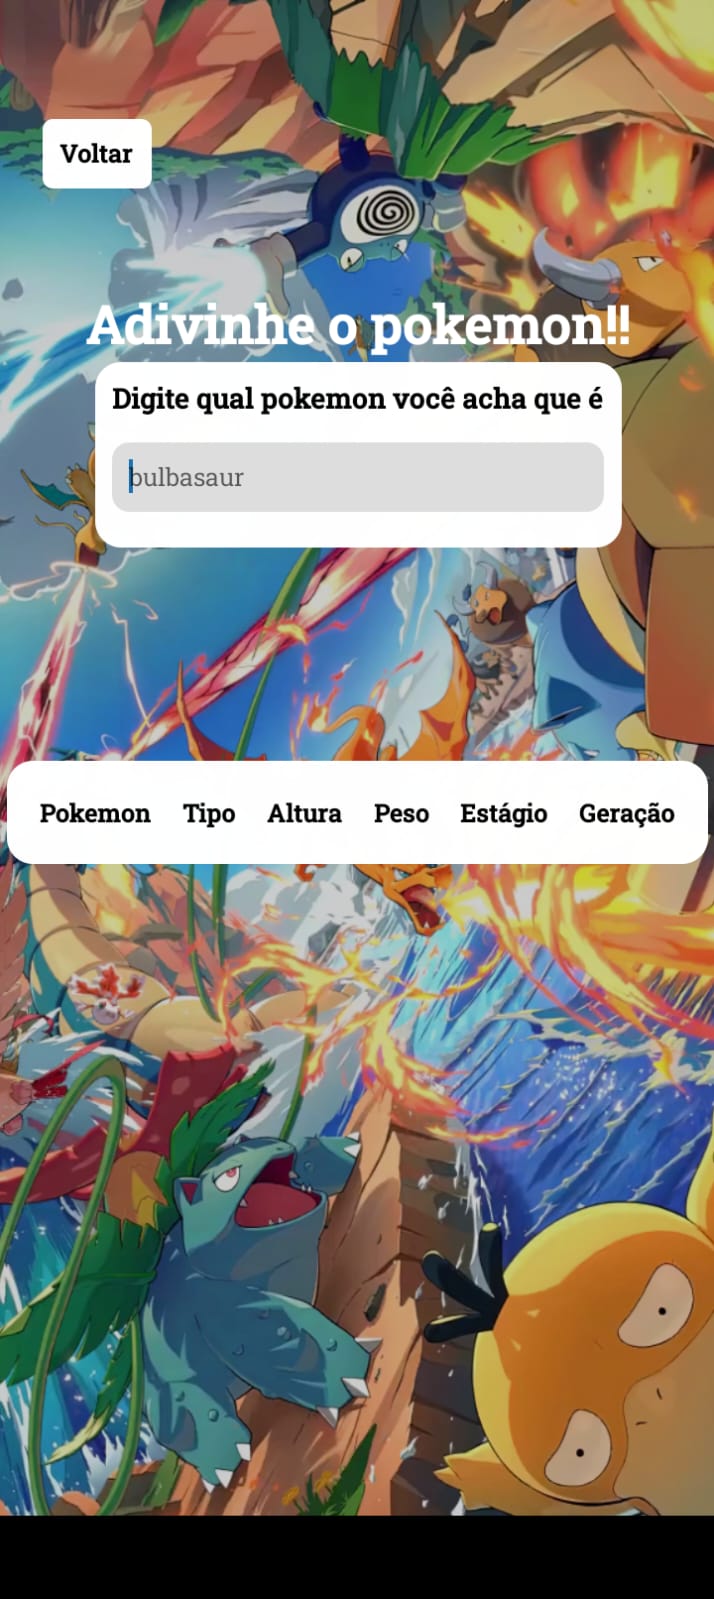 Voltar
Adivinhe o pokemon!!
Digite qual pokemon você acha que é
bulbasaur
Pokemon Tipo Altura Peso Estágio Geração